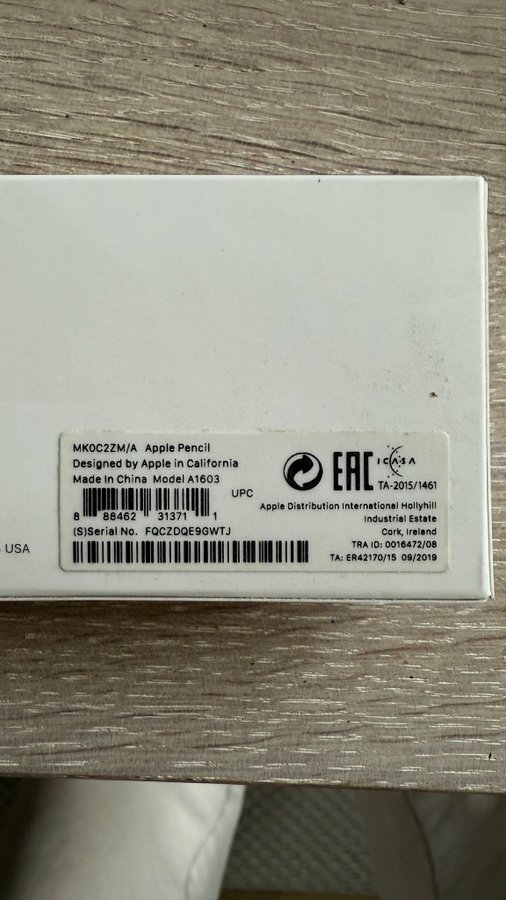 MK0C2ZM/A Apple Pencil
Designed by Apple in California
Made In China Model A1603
UPC
8 88462 31371 1
(S)Serial No. FQCZDQE9GWTJ
EAC
ICASA
TA-2015/1461
Apple Distribution International Hollyhill
Industrial Estate
Cork, Ireland
TRA ID: 0016472/08
TA: ER42170/15 09/2019
USA